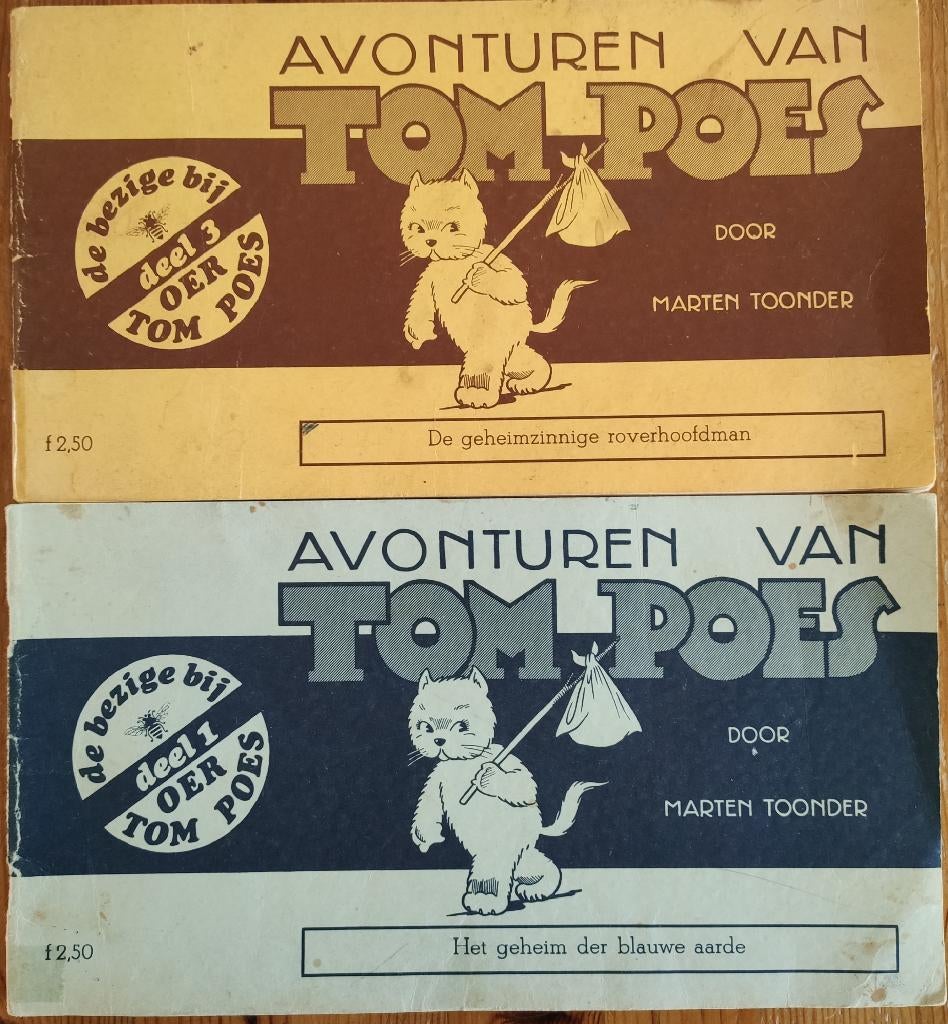 AVONTUREN VAN
TOM POES
DOOR
MARTEN TOONDER
de bezige bij
deel 3
OER
TOM POES
f 2,50
De geheimzinnige roverhoofdman
AVONTUREN VAN
TOM POES
DOOR
MARTEN TOONDER
de bezige bij
deel 1
OER
TOM POES
f 2,50
Het geheim der blauwe aarde